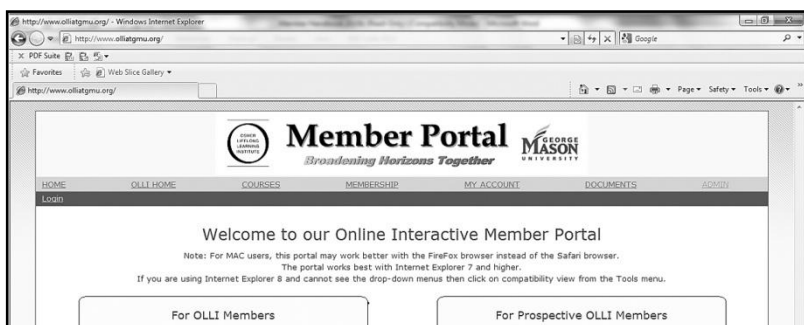 http://www.olliatgmu.org/ - Windows Internet Explorer
http://www.olliatgmu.org/
Google
x PDF Suite
Favorites
Web Slice Gallery
http://www.olliatgmu.org/
Page Safety Tools
OSHER LIFELONG LEARNING INSTITUTE
Member Portal
Broadening Horizons Together
GEORGE MASON UNIVERSITY
HOME OLLI HOME COURSES MEMBERSHIP MY ACCOUNT DOCUMENTS ADMIN
Login
Welcome to our Online Interactive Member Portal
Note: For MAC users, this portal may work better with the FireFox browser instead of the Safari browser.
The portal works best with Internet Explorer 7 and higher.
If you are using Internet Explorer 8 and cannot see the drop-down menus then click on compatibility view from the Tools menu.
For OLLI Members
For Prospective OLLI Members